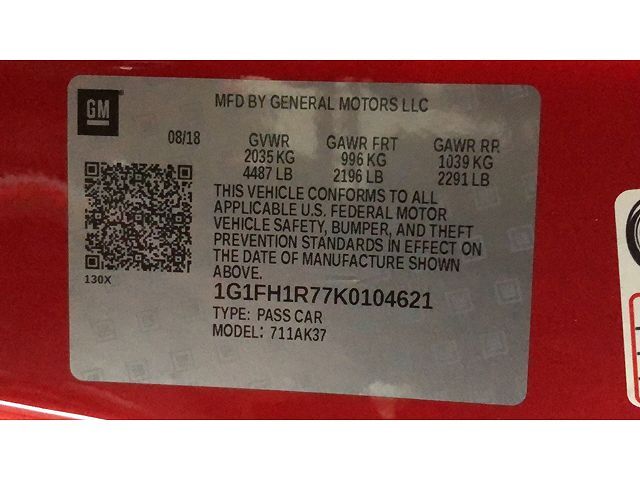 GM
MFD BY GENERAL MOTORS LLC
08/18 GVWR GAWR FRT GAWR RR
2035 KG 996 KG 1039 KG
4487 LB 2196 LB 2291 LB
THIS VEHICLE CONFORMS TO ALL
APPLICABLE U.S. FEDERAL MOTOR
VEHICLE SAFETY, BUMPER, AND THEFT
PREVENTION STANDARDS IN EFFECT ON
THE DATE OF MANUFACTURE SHOWN
ABOVE.
130X
1G1FH1R77K0104621
TYPE: PASS CAR
MODEL: 711AK37